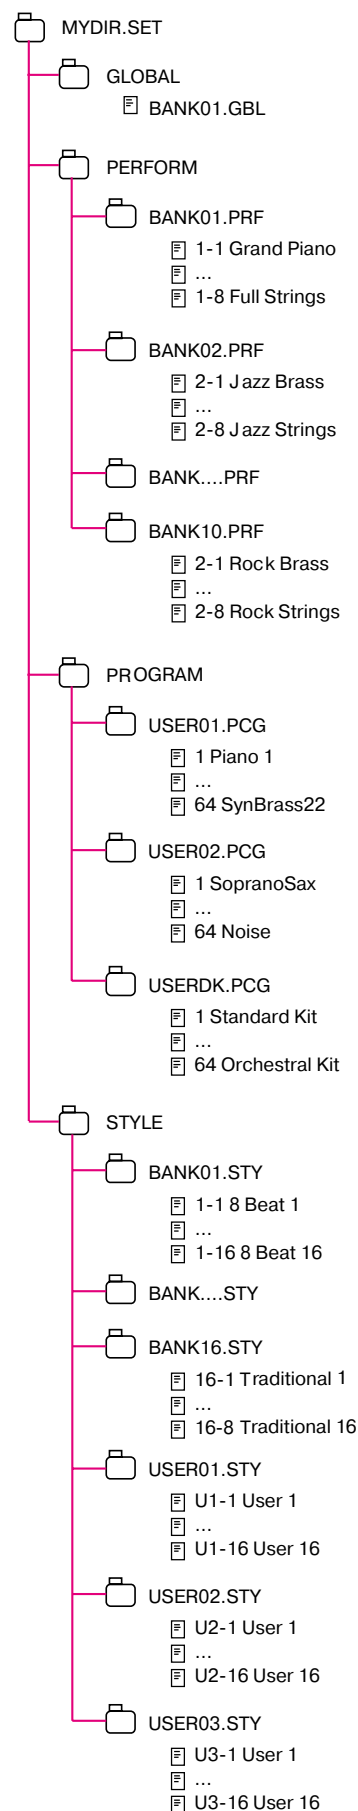 MYDIR.SET
GLOBAL
BANK01.GBL
PERFORM
BANK01.PRF
1-1 Grand Piano
...
1-8 Full Strings
BANK02.PRF
2-1 Jazz Brass
...
2-8 Jazz Strings
BANK....PRF
BANK10.PRF
2-1 Rock Brass
...
2-8 Rock Strings
PROGRAM
USER01.PCG
1 Piano 1
...
64 SynBrass22
USER02.PCG
1 SopranoSax
...
64 Noise
USERDK.PCG
1 Standard Kit
...
64 Orchestral Kit
STYLE
BANK01.STY
1-1 8 Beat 1
...
1-16 8 Beat 16
BANK....STY
BANK16.STY
16-1 Traditional 1
...
16-8 Traditional 16
USER01.STY
U1-1 User 1
...
U1-16 User 16
USER02.STY
U2-1 User 1
...
U2-16 User 16
USER03.STY
U3-1 User 1
...
U3-16 User 16